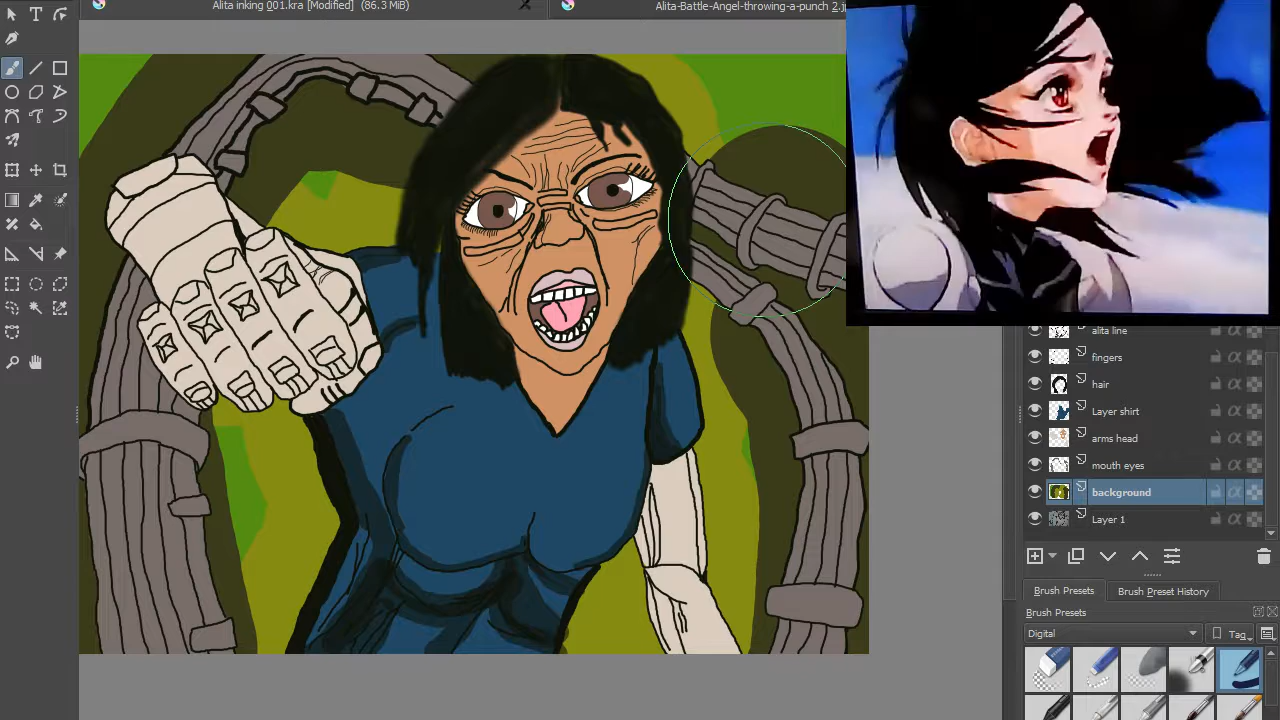 Alita inking 001.kra [Modified] (86.3 MiB)
Alita-Battle-Angel-throwing-a-punch 2.j
alita line
fingers
hair
Layer shirt
arms head
mouth eyes
background
Layer 1
Brush Presets
Brush Preset History
Brush Presets
Digital
Tag